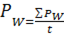 P_W = ∑P_W / t